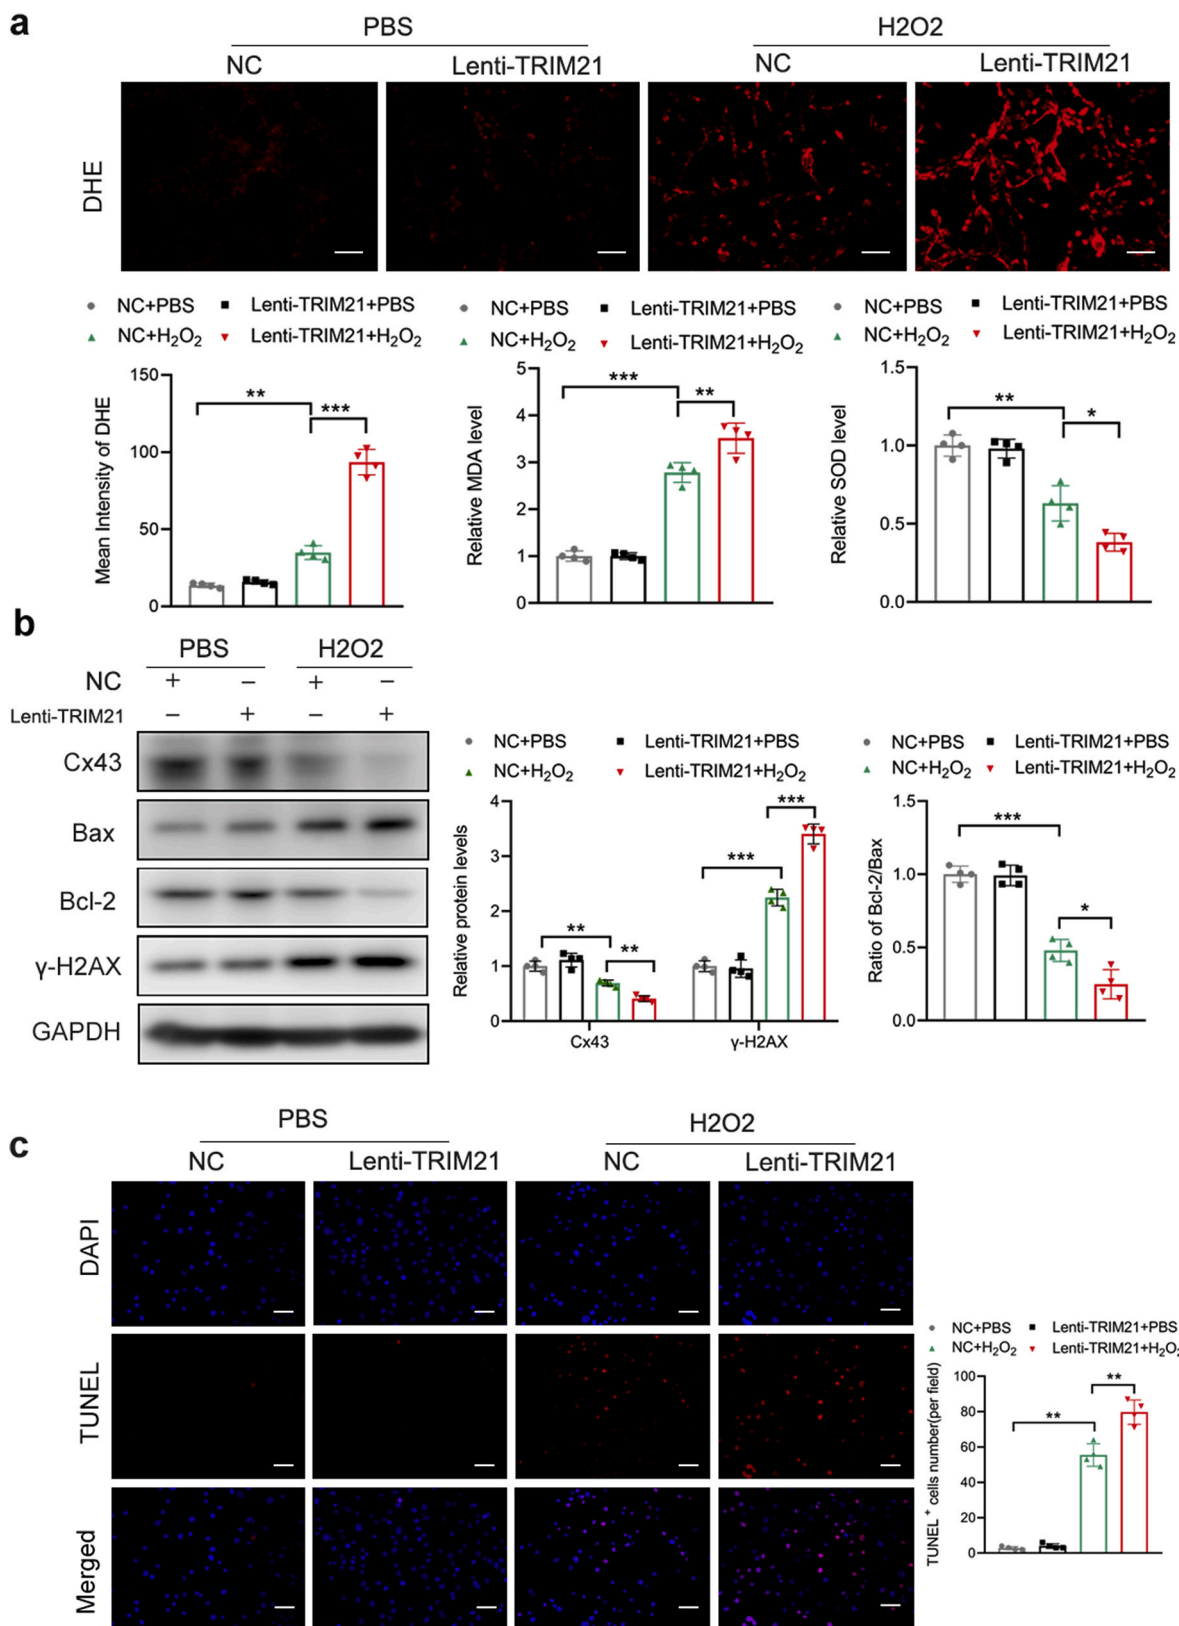 a
PBS H2O2
NC Lenti-TRIM21 NC Lenti-TRIM21
DHE
NC+PBS Lenti-TRIM21+PBS
NC+H₂O₂ Lenti-TRIM21+H₂O₂
Mean Intensity of DHE
150
100
50
0
** ***
NC+PBS Lenti-TRIM21+PBS
NC+H₂O₂ Lenti-TRIM21+H₂O₂
Relative MDA level
5
4
3
2
1
0
*** **
NC+PBS Lenti-TRIM21+PBS
NC+H₂O₂ Lenti-TRIM21+H₂O₂
Relative SOD level
1.5
1.0
0.5
0.0
** *
b
PBS H2O2
NC + − + −
Lenti-TRIM21 − + − +
Cx43
Bax
Bcl-2
γ-H2AX
GAPDH
NC+PBS Lenti-TRIM21+PBS
NC+H₂O₂ Lenti-TRIM21+H₂O₂
Relative protein levels
4
3
2
1
0
** ** *** ***
Cx43 γ-H2AX
NC+PBS Lenti-TRIM21+PBS
NC+H₂O₂ Lenti-TRIM21+H₂O₂
Ratio of Bcl-2/Bax
1.5
1.0
0.5
0.0
*** *
c
PBS H2O2
NC Lenti-TRIM21 NC Lenti-TRIM21
DAPI
TUNEL
Merged
NC+PBS Lenti-TRIM21+PBS
NC+H₂O₂ Lenti-TRIM21+H₂O₂
TUNEL⁺ cells number(per field)
100
80
60
40
20
0
** **